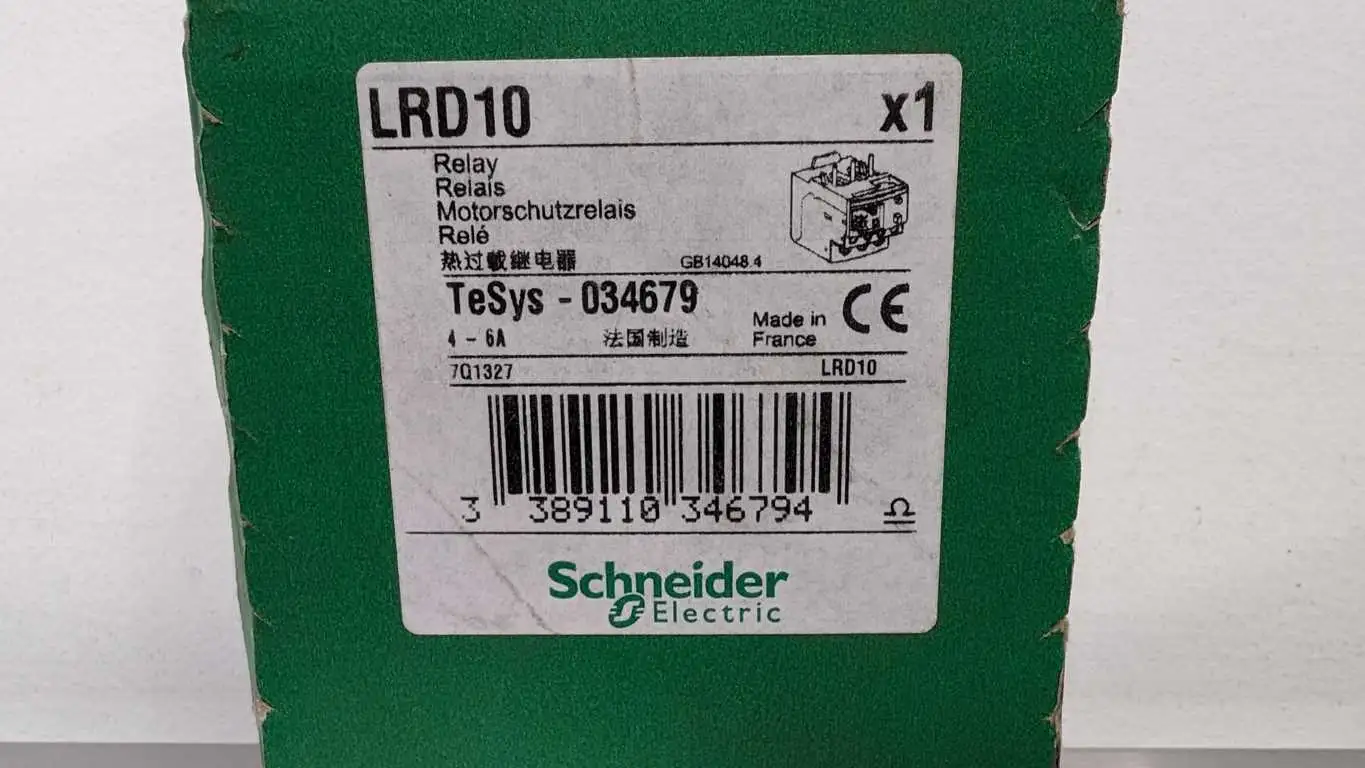 LRD10 x1
Relay
Relais
Motorschutzrelais
Relé
热过载继电器 GB14048.4
TeSys - 034679
4 - 6A 法国制造 Made in France CE
7Q1327 LRD10
3 389110 346794
Schneider
Electric